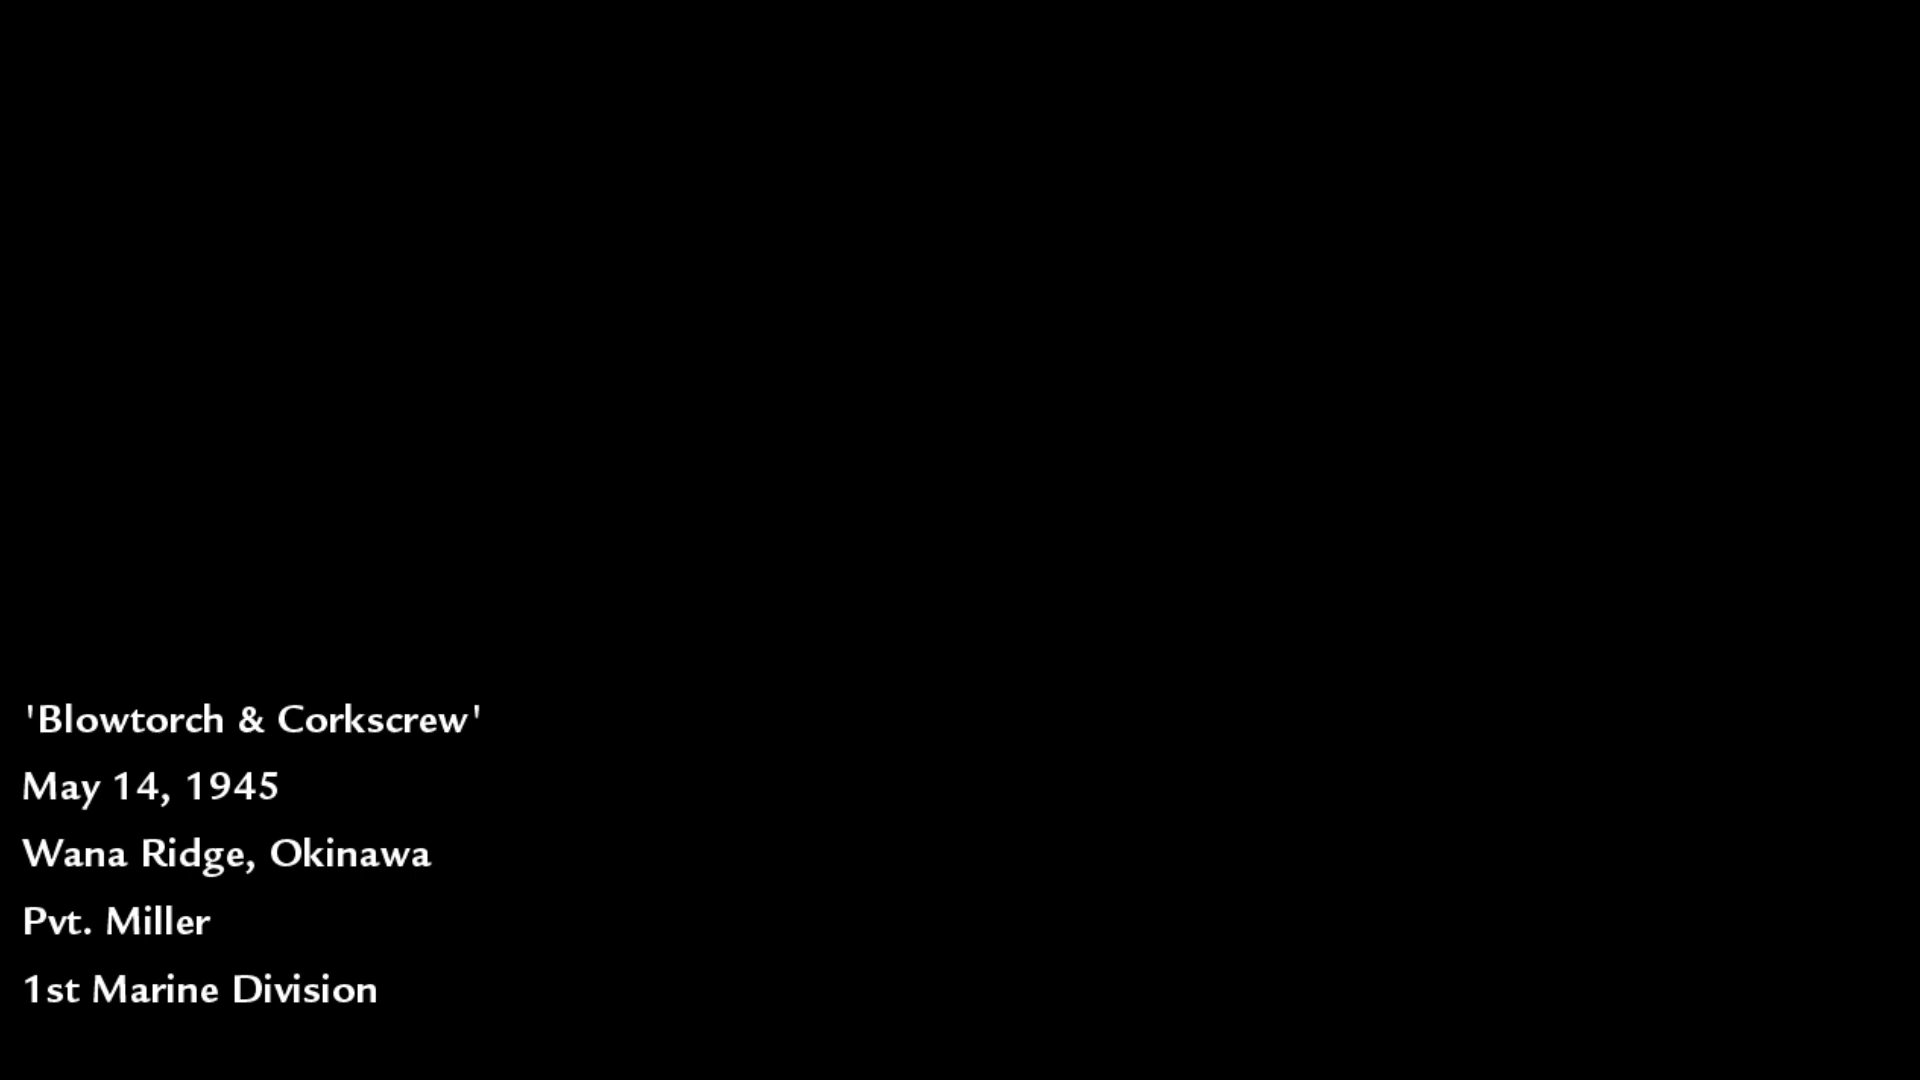 'Blowtorch & Corkscrew'
May 14, 1945
Wana Ridge, Okinawa
Pvt. Miller
1st Marine Division